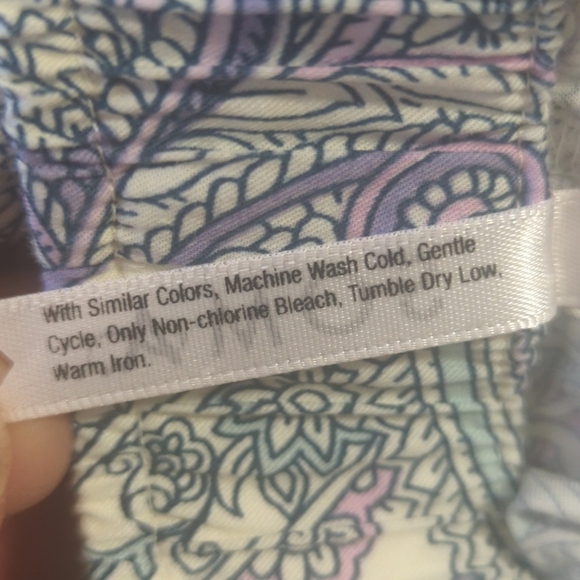 With Similar Colors, Machine Wash Cold, Gentle
Cycle, Only Non-chlorine Bleach, Tumble Dry Low,
Warm Iron.